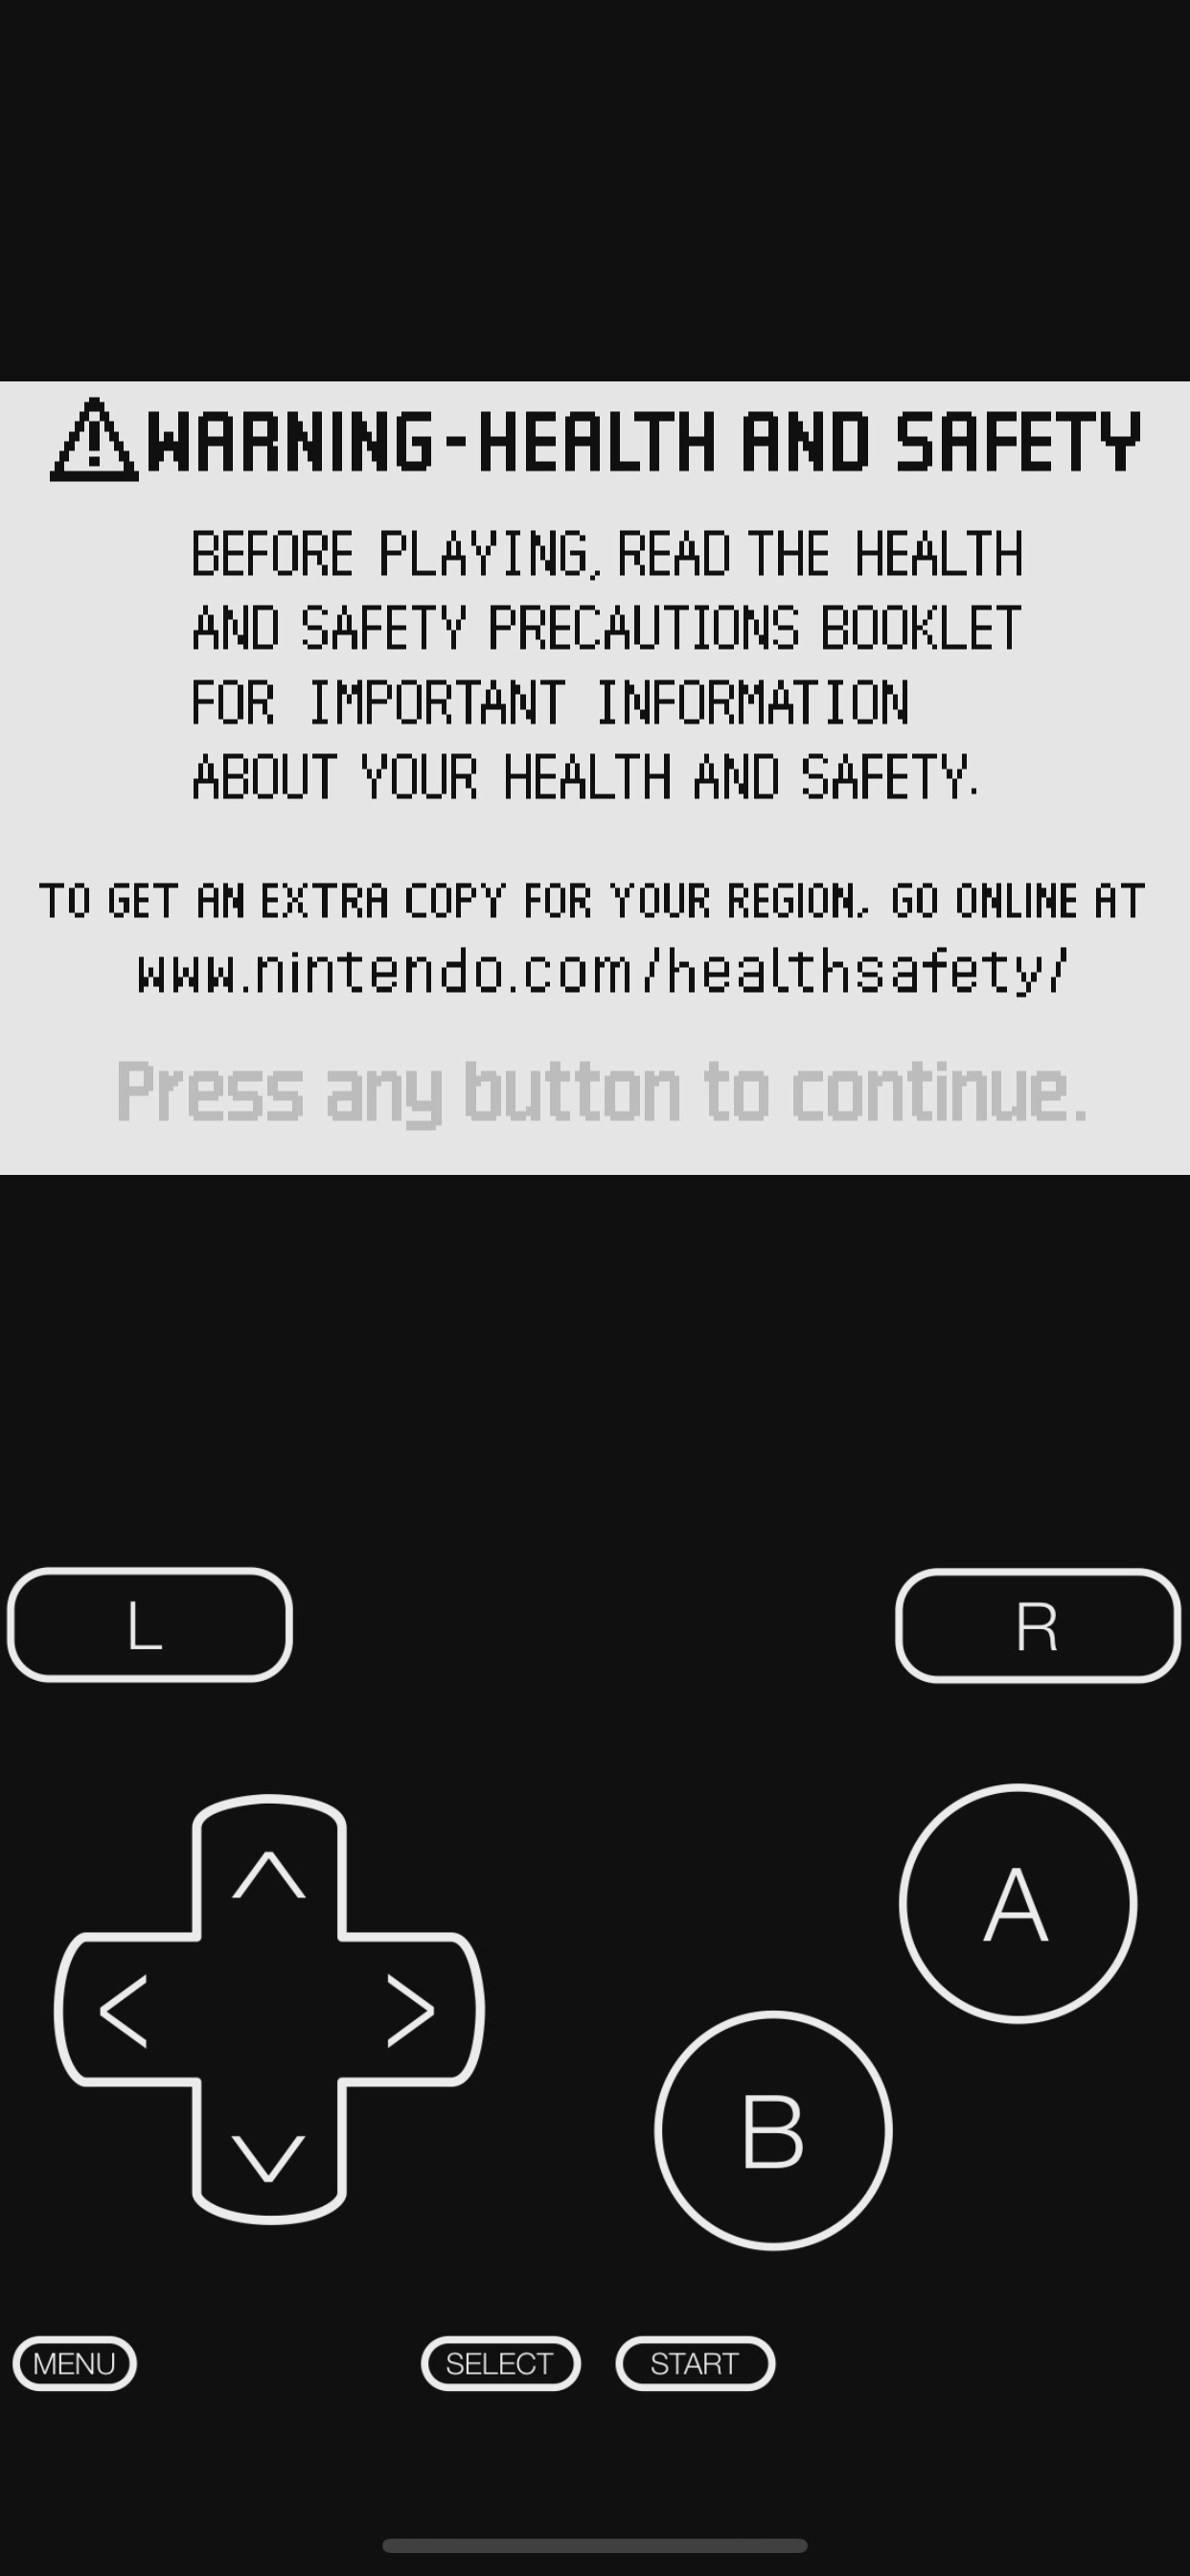 WARNING-HEALTH AND SAFETY
BEFORE PLAYING, READ THE HEALTH
AND SAFETY PRECAUTIONS BOOKLET
FOR IMPORTANT INFORMATION
ABOUT YOUR HEALTH AND SAFETY.
TO GET AN EXTRA COPY FOR YOUR REGION, GO ONLINE AT
www.nintendo.com/healthsafety/
Press any button to continue.
L R
A
B
MENU SELECT START